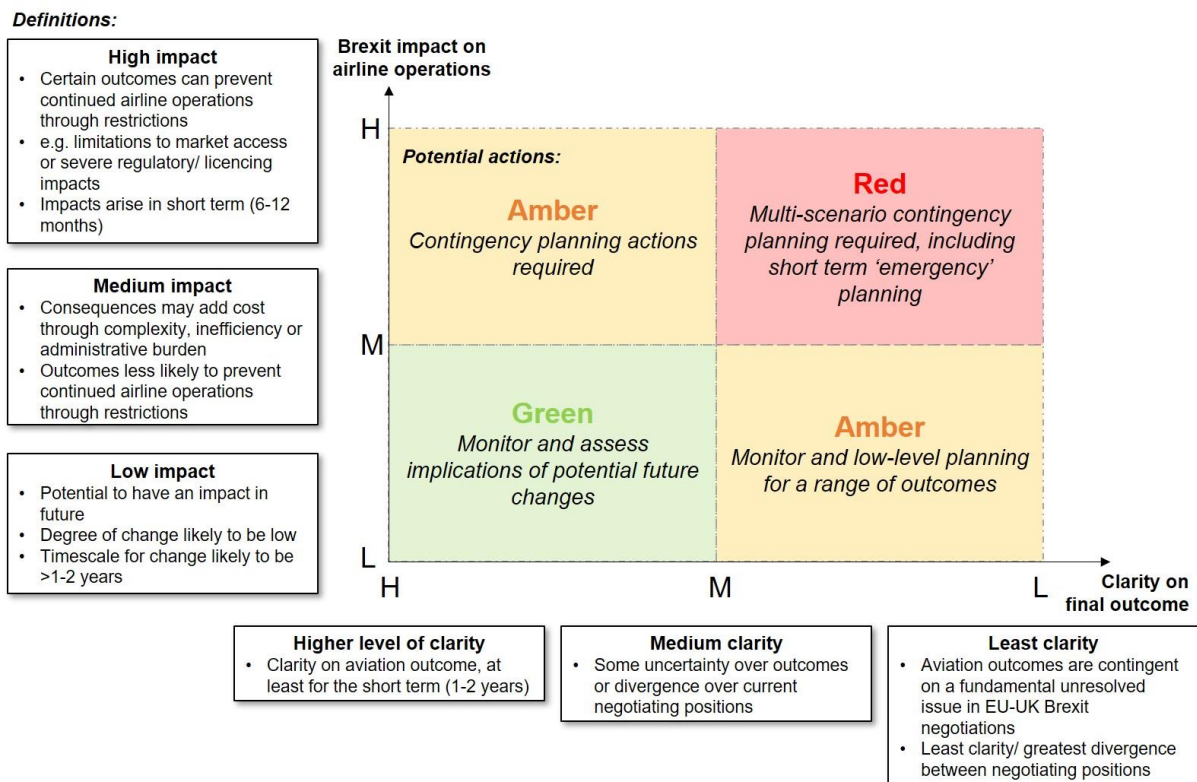 Definitions:
High impact
• Certain outcomes can prevent
continued airline operations
through restrictions
• e.g. limitations to market access
or severe regulatory/ licencing
impacts
• Impacts arise in short term (6-12
months)
Medium impact
• Consequences may add cost
through complexity, inefficiency or
administrative burden
• Outcomes less likely to prevent
continued airline operations
through restrictions
Low impact
• Potential to have an impact in
future
• Degree of change likely to be low
• Timescale for change likely to be
>1-2 years
Brexit impact on
airline operations
H
Potential actions:
Amber
Contingency planning actions
required
Red
Multi-scenario contingency
planning required, including
short term ‘emergency’
planning
M
Green
Monitor and assess
implications of potential future
changes
Amber
Monitor and low-level planning
for a range of outcomes
L
H
M
L
Clarity on
final outcome
Higher level of clarity
• Clarity on aviation outcome, at
least for the short term (1-2 years)
Medium clarity
• Some uncertainty over outcomes
or divergence over current
negotiating positions
Least clarity
• Aviation outcomes are contingent
on a fundamental unresolved
issue in EU-UK Brexit
negotiations
• Least clarity/ greatest divergence
between negotiating positions